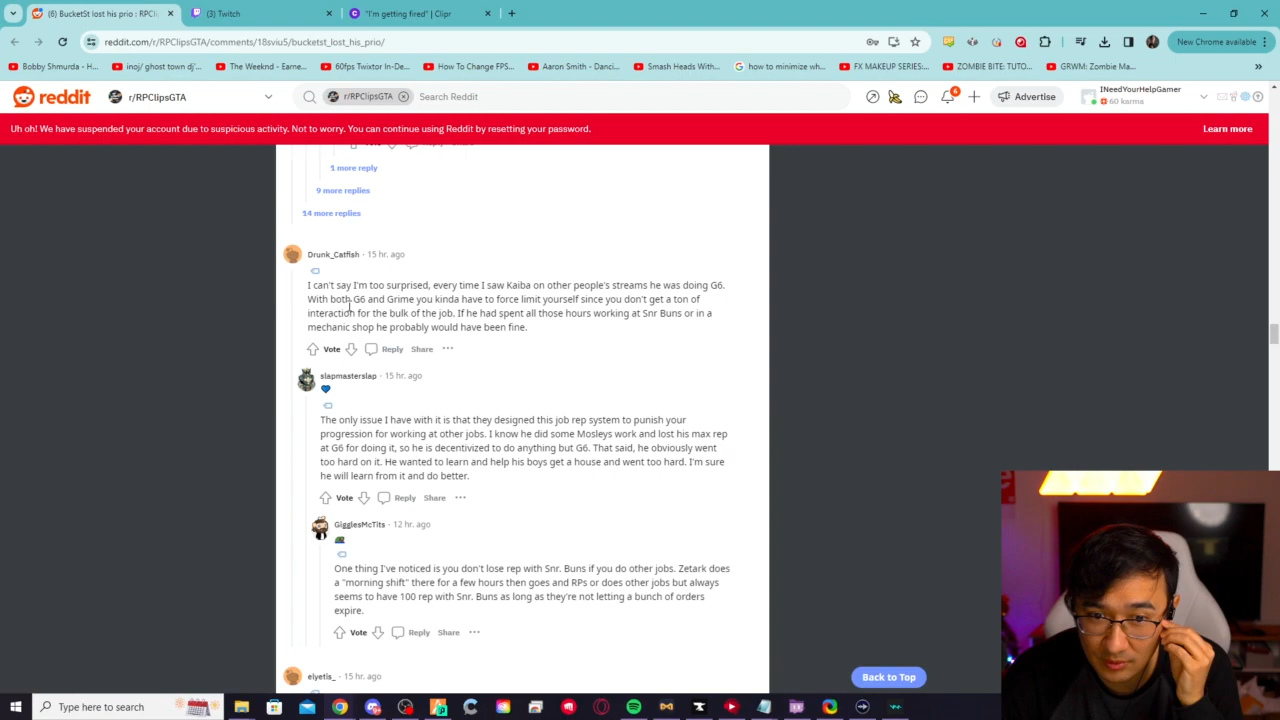 (6) BucketSt lost his prio : RPCli
Twitch
"I'm getting fired" | Clipr
reddit.com/r/RPClipsGTA/comments/18sviu5/bucketst_lost_his_prio/
New Chrome available
Bobby Shmurda - H...
inoj/ ghost town dj'...
The Weeknd - Earne...
60fps Twixtor In-De...
How To Change FPS...
Aaron Smith - Danci...
Smash Heads With...
how to minimize wh...
FX MAKEUP SERIES:...
ZOMBIE BITE: TUTO...
GRWM: Zombie Ma...
reddit
r/RPClipsGTA
r/RPClipsGTA
Search Reddit
6
Advertise
INeedYourHelpGamer
60 karma
Uh oh! We have suspended your account due to suspicious activity. Not to worry. You can continue using Reddit by resetting your password.
Learn more
1 more reply
9 more replies
14 more replies
Drunk_Catfish · 15 hr. ago
I can't say I'm too surprised, every time I saw Kaiba on other people's streams he was doing G6.
With both G6 and Grime you kinda have to force limit yourself since you don't get a ton of
interaction for the bulk of the job. If he had spent all those hours working at Snr Buns or in a
mechanic shop he probably would have been fine.
Vote
Reply
Share
slapmasterslap · 15 hr. ago
The only issue I have with it is that they designed this job rep system to punish your
progression for working at other jobs. I know he did some Mosleys work and lost his max rep
at G6 for doing it, so he is decentivized to do anything but G6. That said, he obviously went
too hard on it. He wanted to learn and help his boys get a house and went too hard. I'm sure
he will learn from it and do better.
Vote
Reply
Share
GigglesMcTits · 12 hr. ago
One thing I've noticed is you don't lose rep with Snr. Buns if you do other jobs. Zetark does
a "morning shift" there for a few hours then goes and RPs or does other jobs but always
seems to have 100 rep with Snr. Buns as long as they're not letting a bunch of orders
expire.
Vote
Reply
Share
elyetis_ · 15 hr. ago
Back to Top
Type here to search